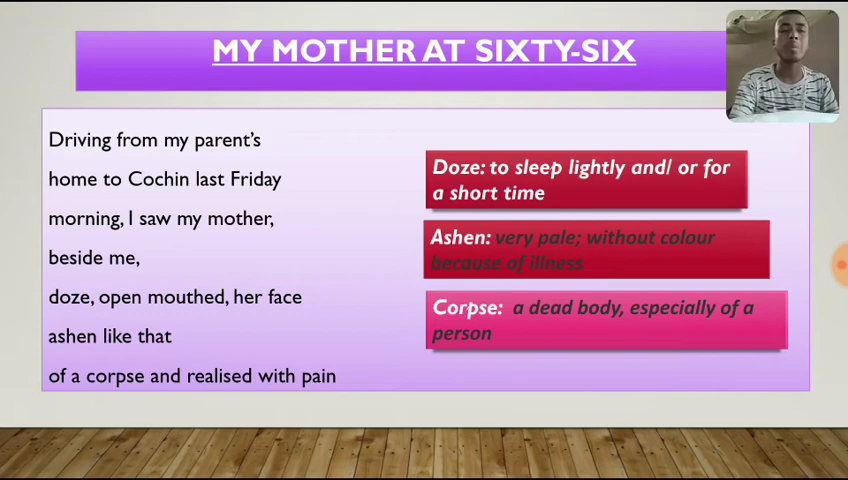 MY MOTHER AT SIXTY-SIX
Driving from my parent's
home to Cochin last Friday
morning, I saw my mother,
beside me,
doze, open mouthed, her face
ashen like that
of a corpse and realised with pain
Doze: to sleep lightly and/ or for
a short time
Ashen: very pale; without colour
because of illness
Corpse: a dead body, especially of a
person